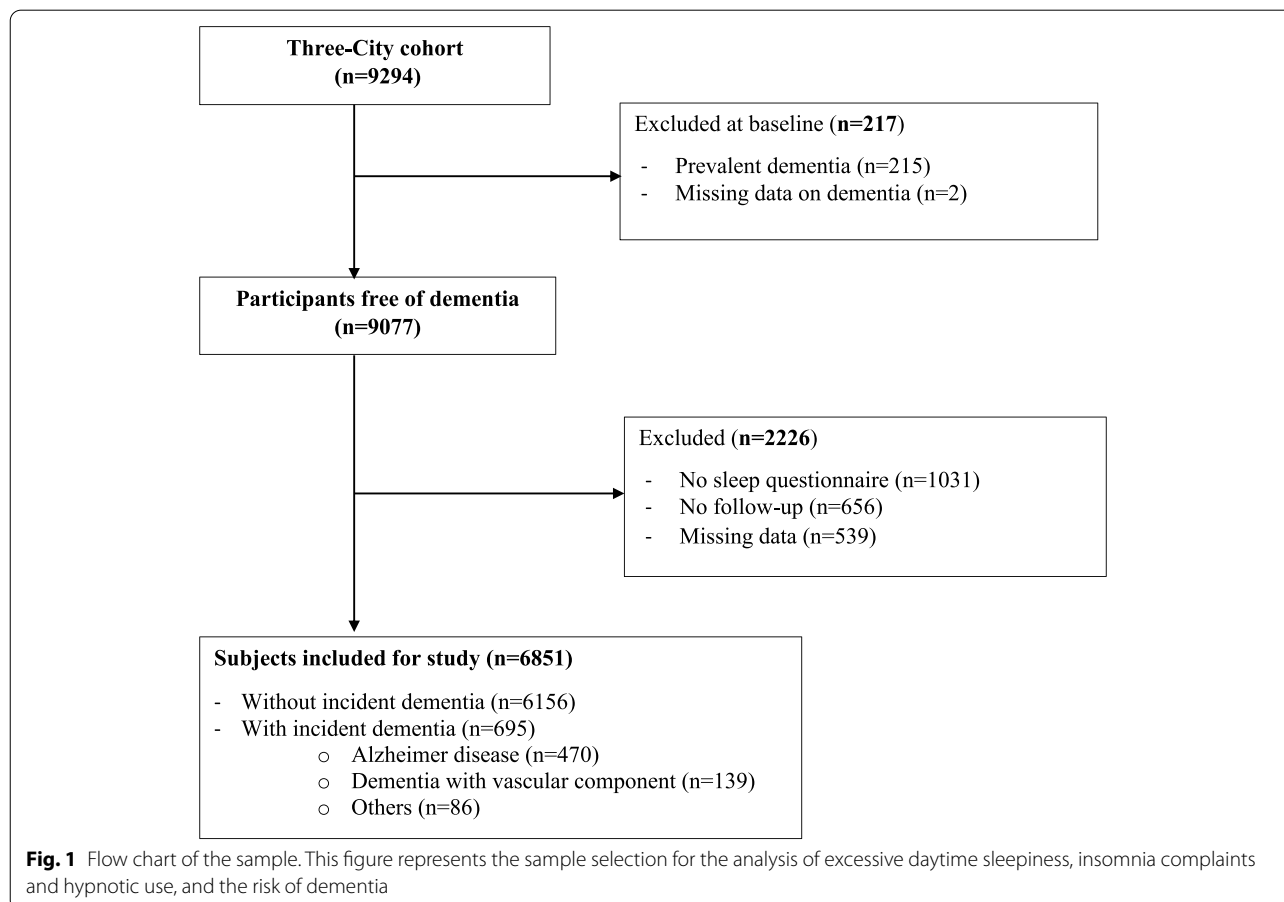 Three-City cohort
(n=9294)
Excluded at baseline (n=217)
- Prevalent dementia (n=215)
- Missing data on dementia (n=2)
Participants free of dementia
(n=9077)
Excluded (n=2226)
- No sleep questionnaire (n=1031)
- No follow-up (n=656)
- Missing data (n=539)
Subjects included for study (n=6851)
- Without incident dementia (n=6156)
- With incident dementia (n=695)
o Alzheimer disease (n=470)
o Dementia with vascular component (n=139)
o Others (n=86)
Fig. 1 Flow chart of the sample. This figure represents the sample selection for the analysis of excessive daytime sleepiness, insomnia complaints
and hypnotic use, and the risk of dementia